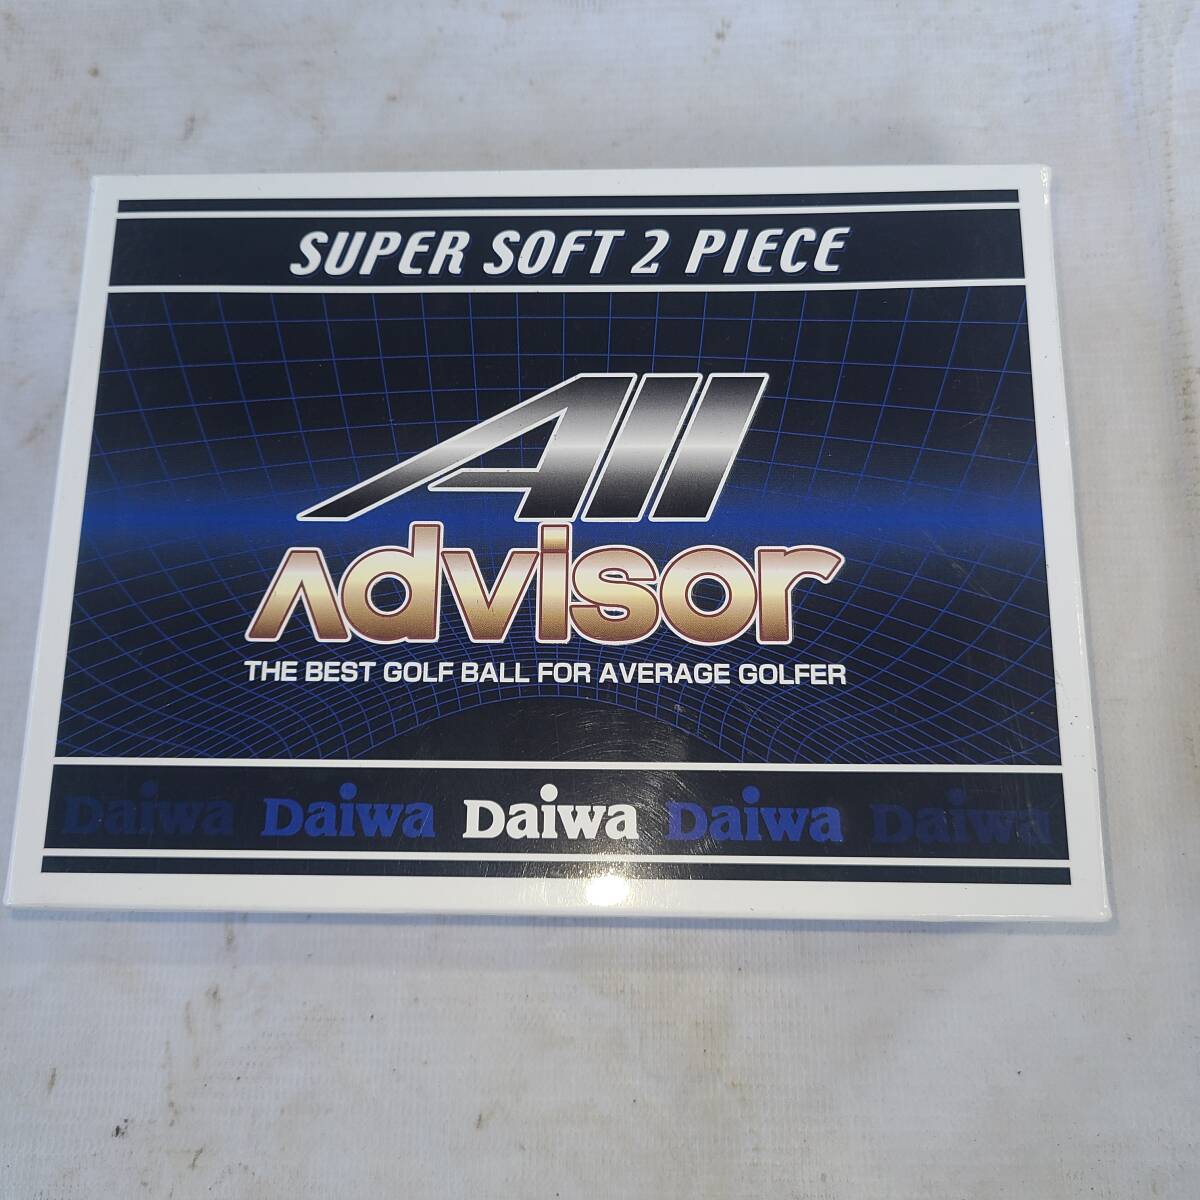 SUPER SOFT 2 PIECE
All
Advisor
THE BEST GOLF BALL FOR AVERAGE GOLFER
Daiwa Daiwa Daiwa Daiwa Daiwa